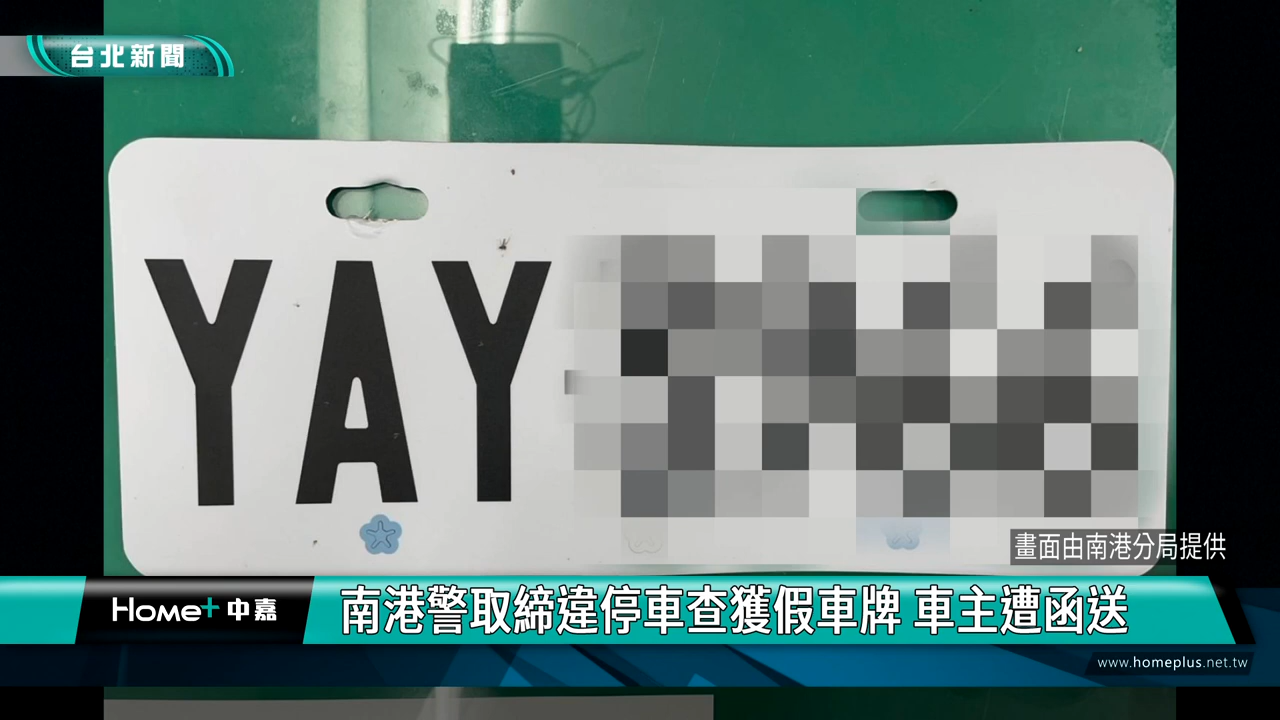 台北新聞
YAY
畫面由南港分局提供
Home+中嘉
南港警取締違停車查獲假車牌 車主遭函送
www.homeplus.net.tw